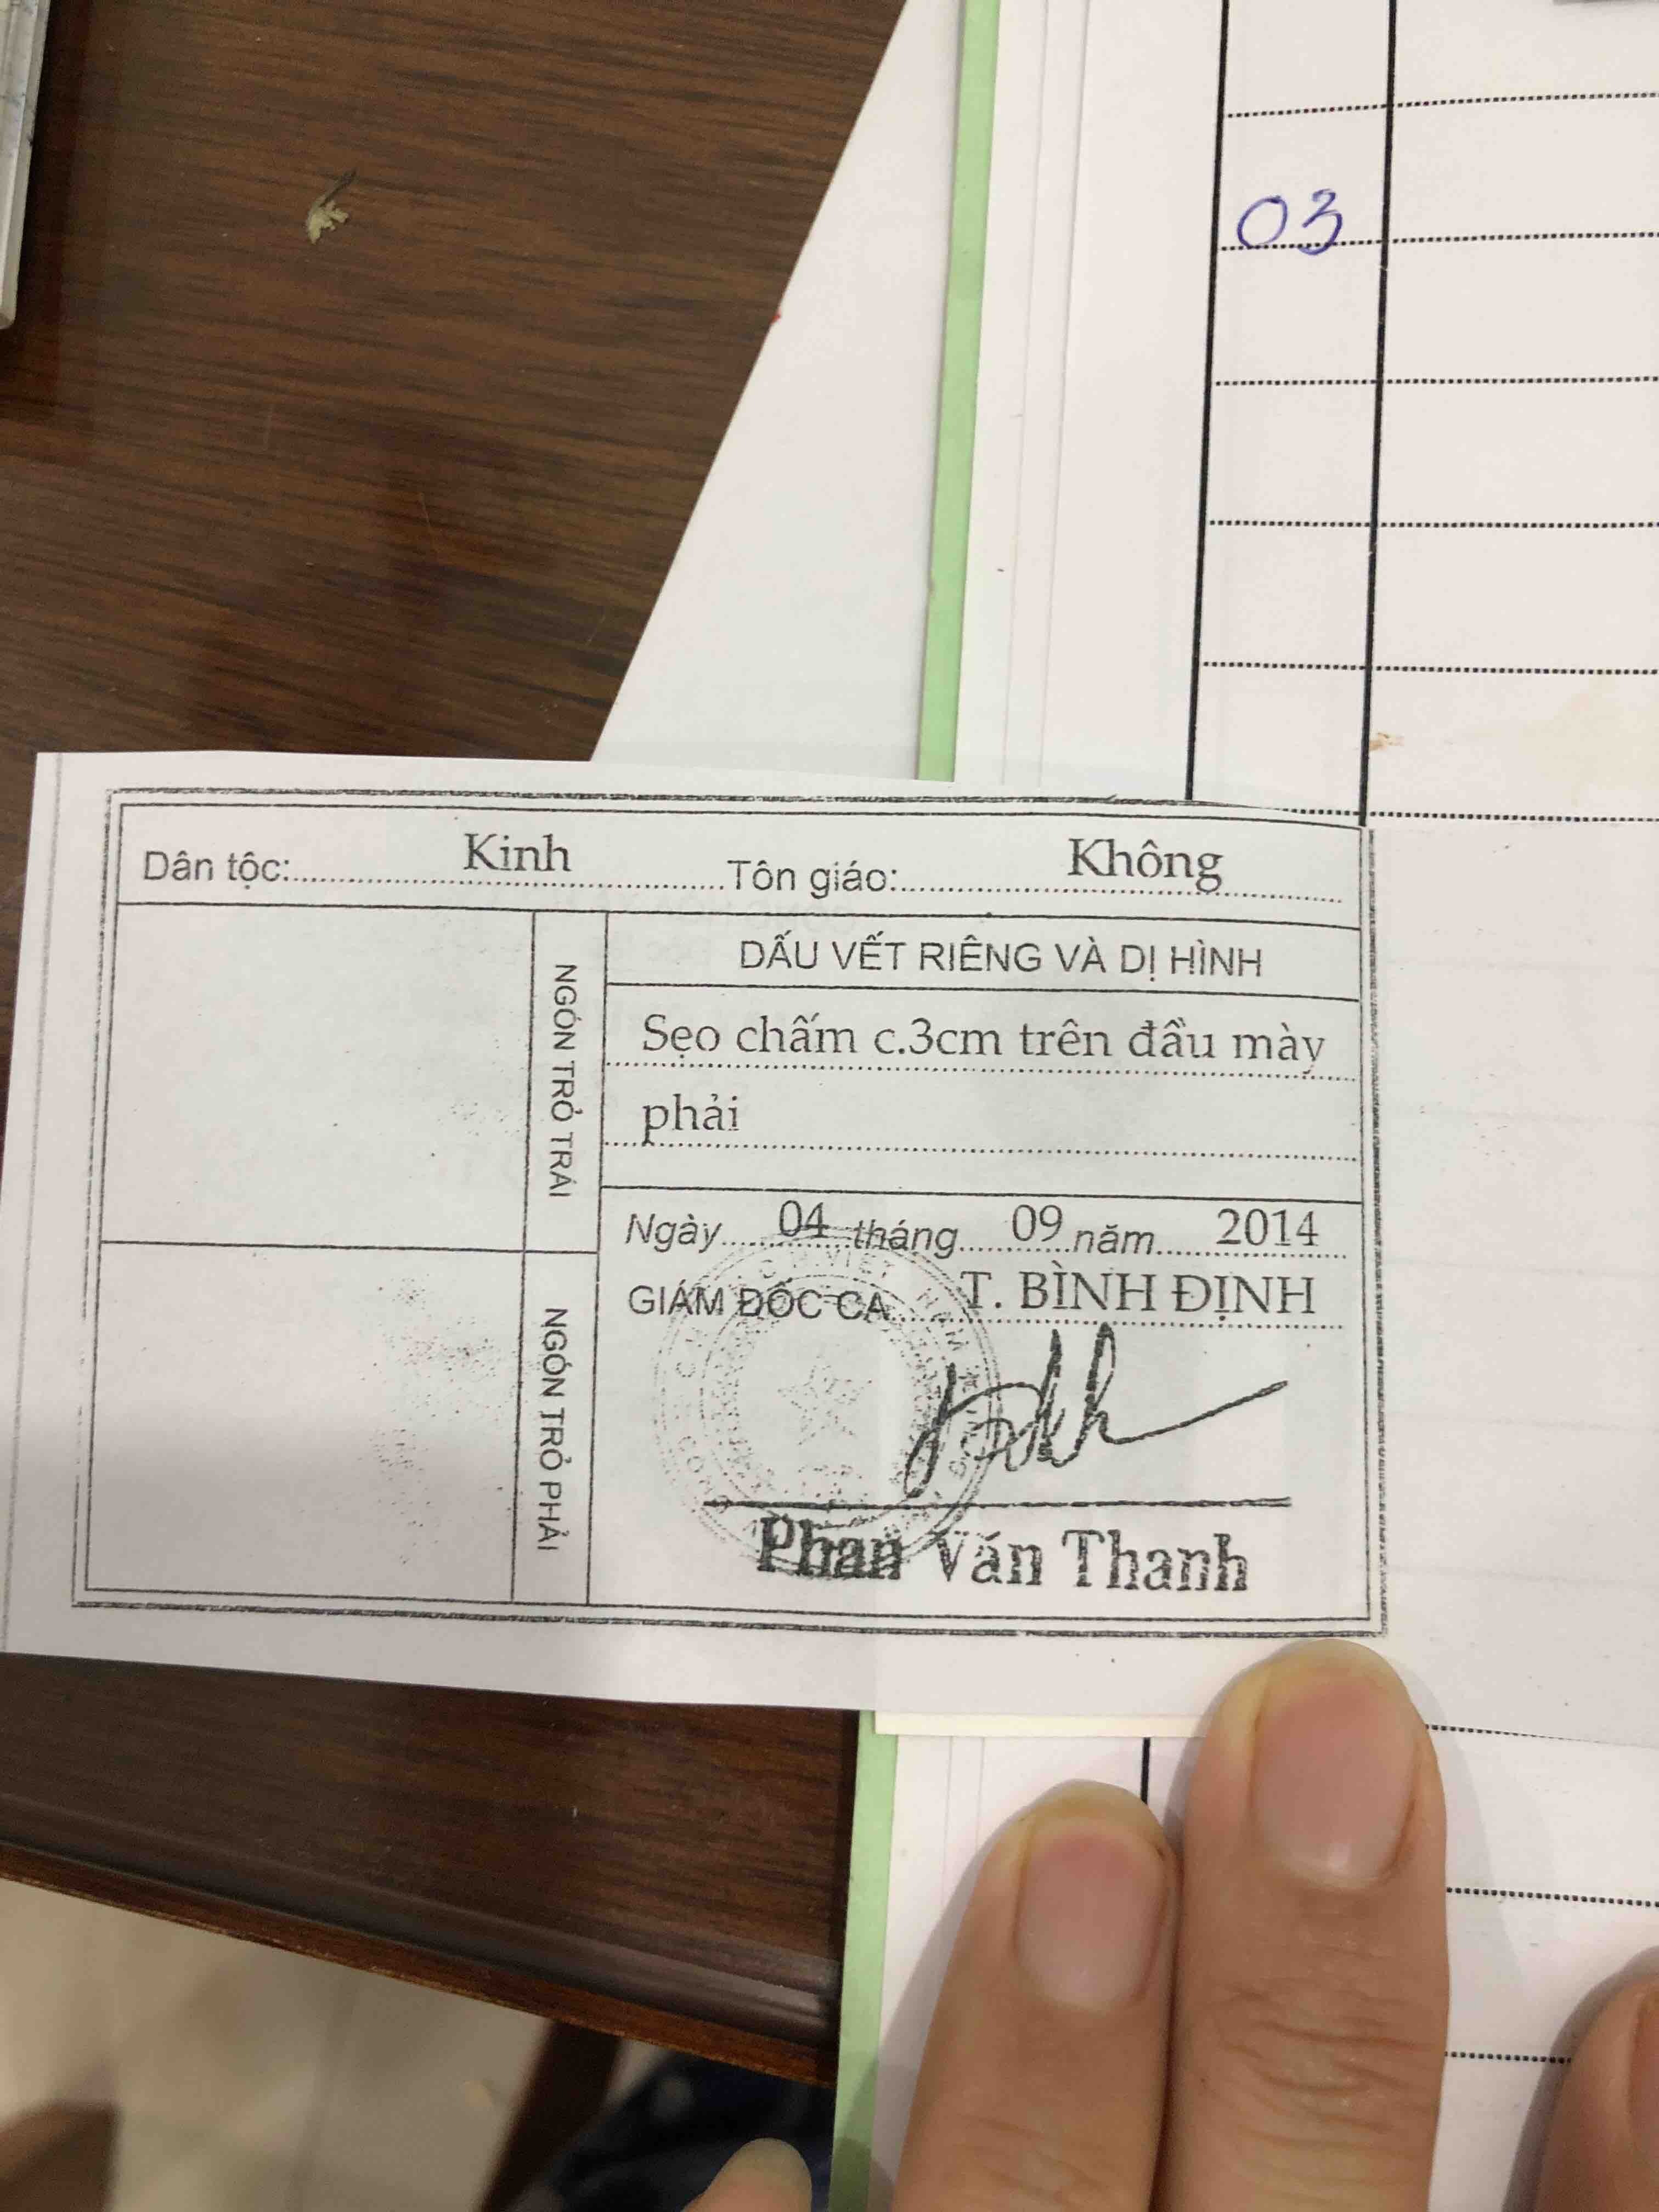 03
Dân tộc: Kinh Tôn giáo: Không
NGÓN TRỎ TRÁI
DẤU VẾT RIÊNG VÀ DỊ HÌNH
Sẹo chấm c.3cm trên đầu mày
phải
NGÓN TRỎ PHẢI
Ngày 04 tháng 09 năm 2014
GIÁM ĐỐC CA T. BÌNH ĐỊNH
Phan Văn Thanh